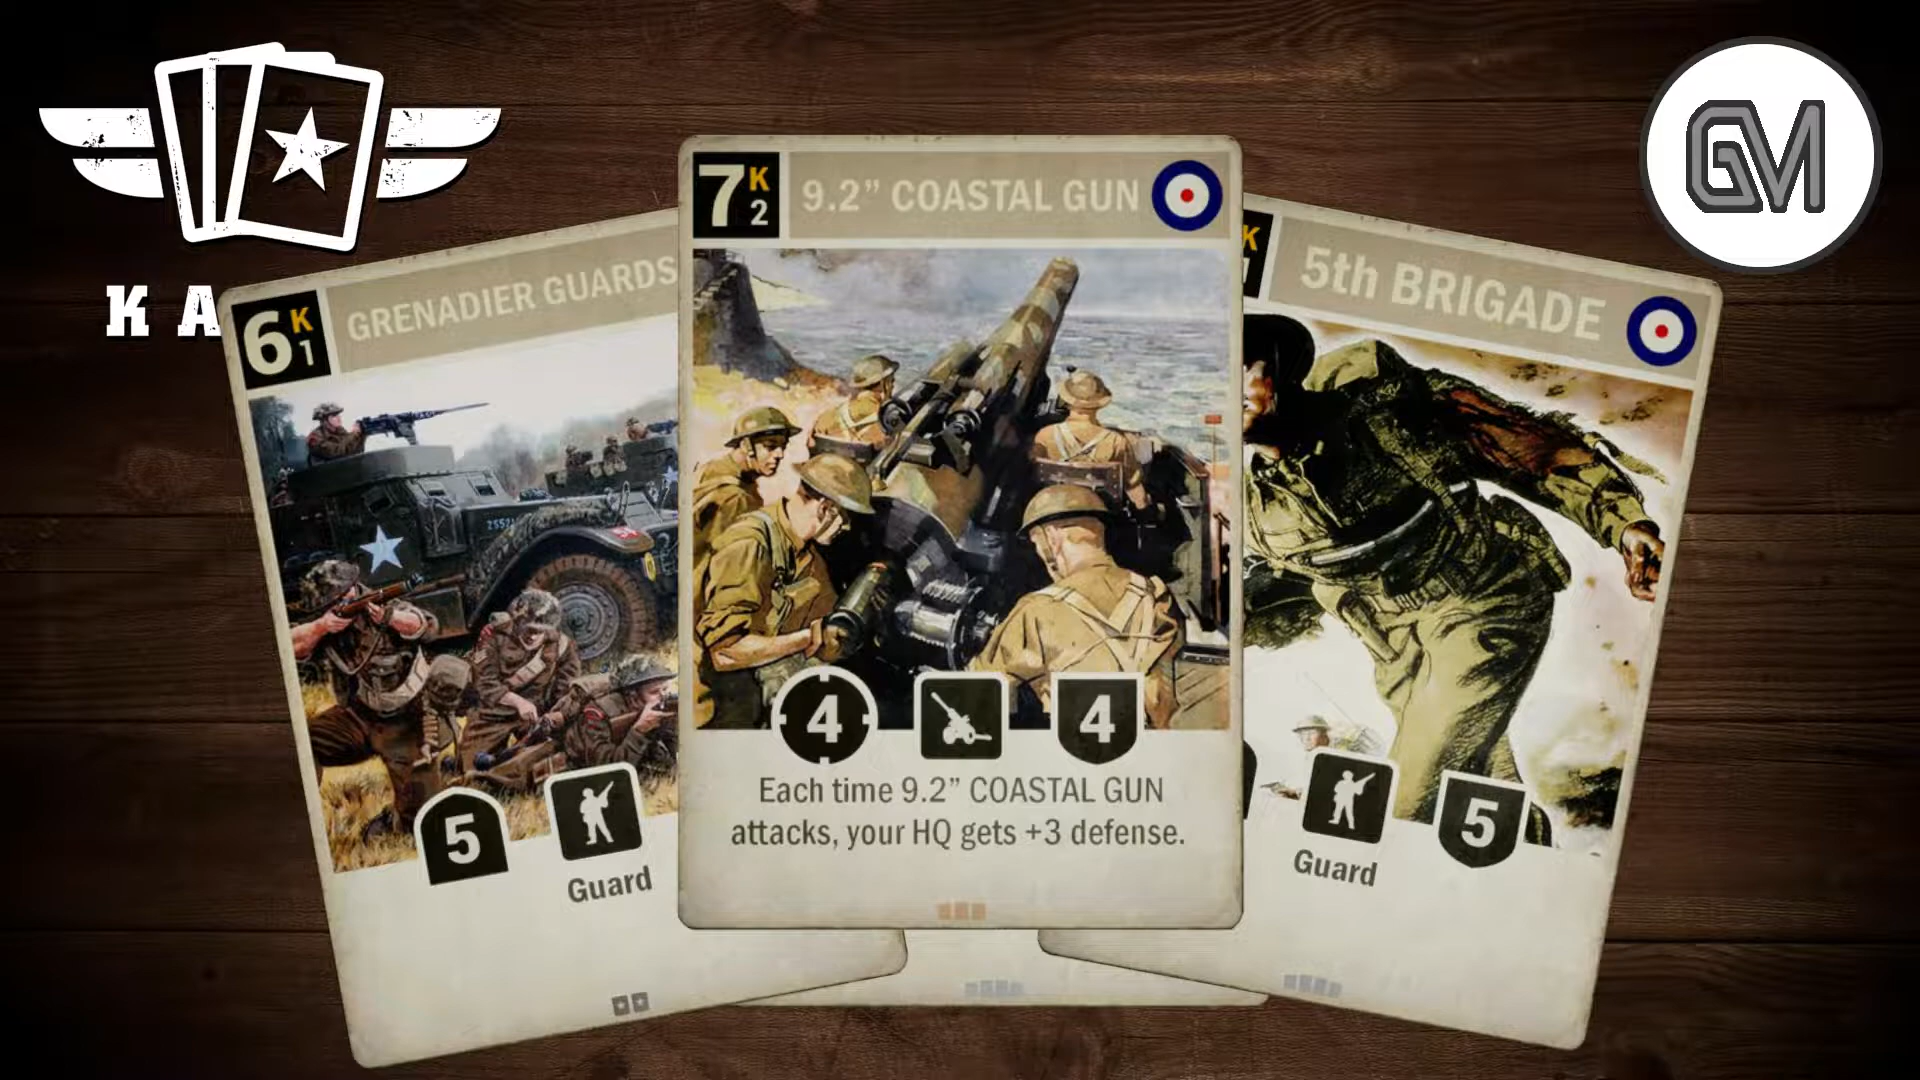 K A
GM
6 K 1
GRENADIER GUARDS
2552
5
Guard
7 K 2
9.2” COASTAL GUN
4
4
Each time 9.2” COASTAL GUN
attacks, your HQ gets +3 defense.
K
5th BRIGADE
5
Guard